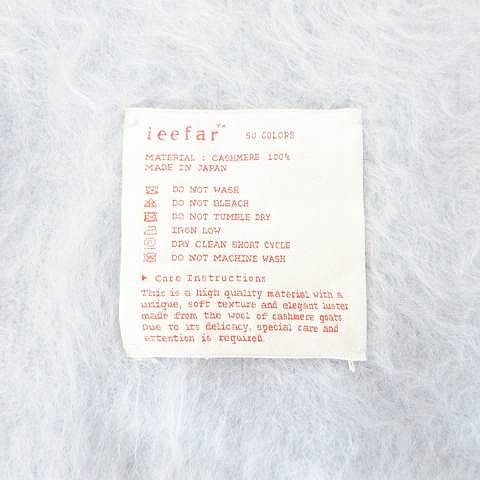 ieefar™ 50 COLORS
MATERIAL : CASHMERE 100%
MADE IN JAPAN
DO NOT WASH
DO NOT BLEACH
DO NOT TUMBLE DRY
IRON LOW
DRY CLEAN SHORT CYCLE
DO NOT MACHINE WASH
▶ Care Instructions
This is a high quality material with a
unique, soft texture and elegant luster
made from the wool of cashmere goats.
Due to its delicacy, special care and
attention is required.